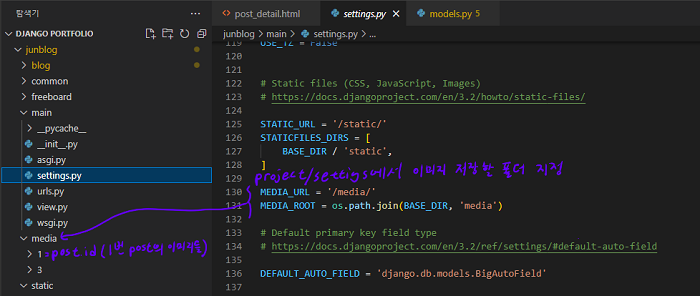 탐색기
DJANGO PORTFOLIO
junblog
blog
common
freeboard
main
__pycache__
__init__.py
asgi.py
settings.py
urls.py
view.py
wsgi.py
media
1 = post id (1번 post의 이미지들)
3
static
post_detail.html
settings.py
models.py 5
junblog > main > settings.py > ...
119 USE_TZ = False
120
121
122 # Static files (CSS, JavaScript, Images)
123 # https://docs.djangoproject.com/en/3.2/howto/static-files/
124
125 STATIC_URL = '/static/'
126 STATICFILES_DIRS = [
127 BASE_DIR / 'static',
128 ]
129 project/settings에서 이미지 저장할 폴더 지정
130 MEDIA_URL = '/media/'
131 MEDIA_ROOT = os.path.join(BASE_DIR, 'media')
132
133 # Default primary key field type
134 # https://docs.djangoproject.com/en/3.2/ref/settings/#default-auto-field
135
136 DEFAULT_AUTO_FIELD = 'django.db.models.BigAutoField'
137